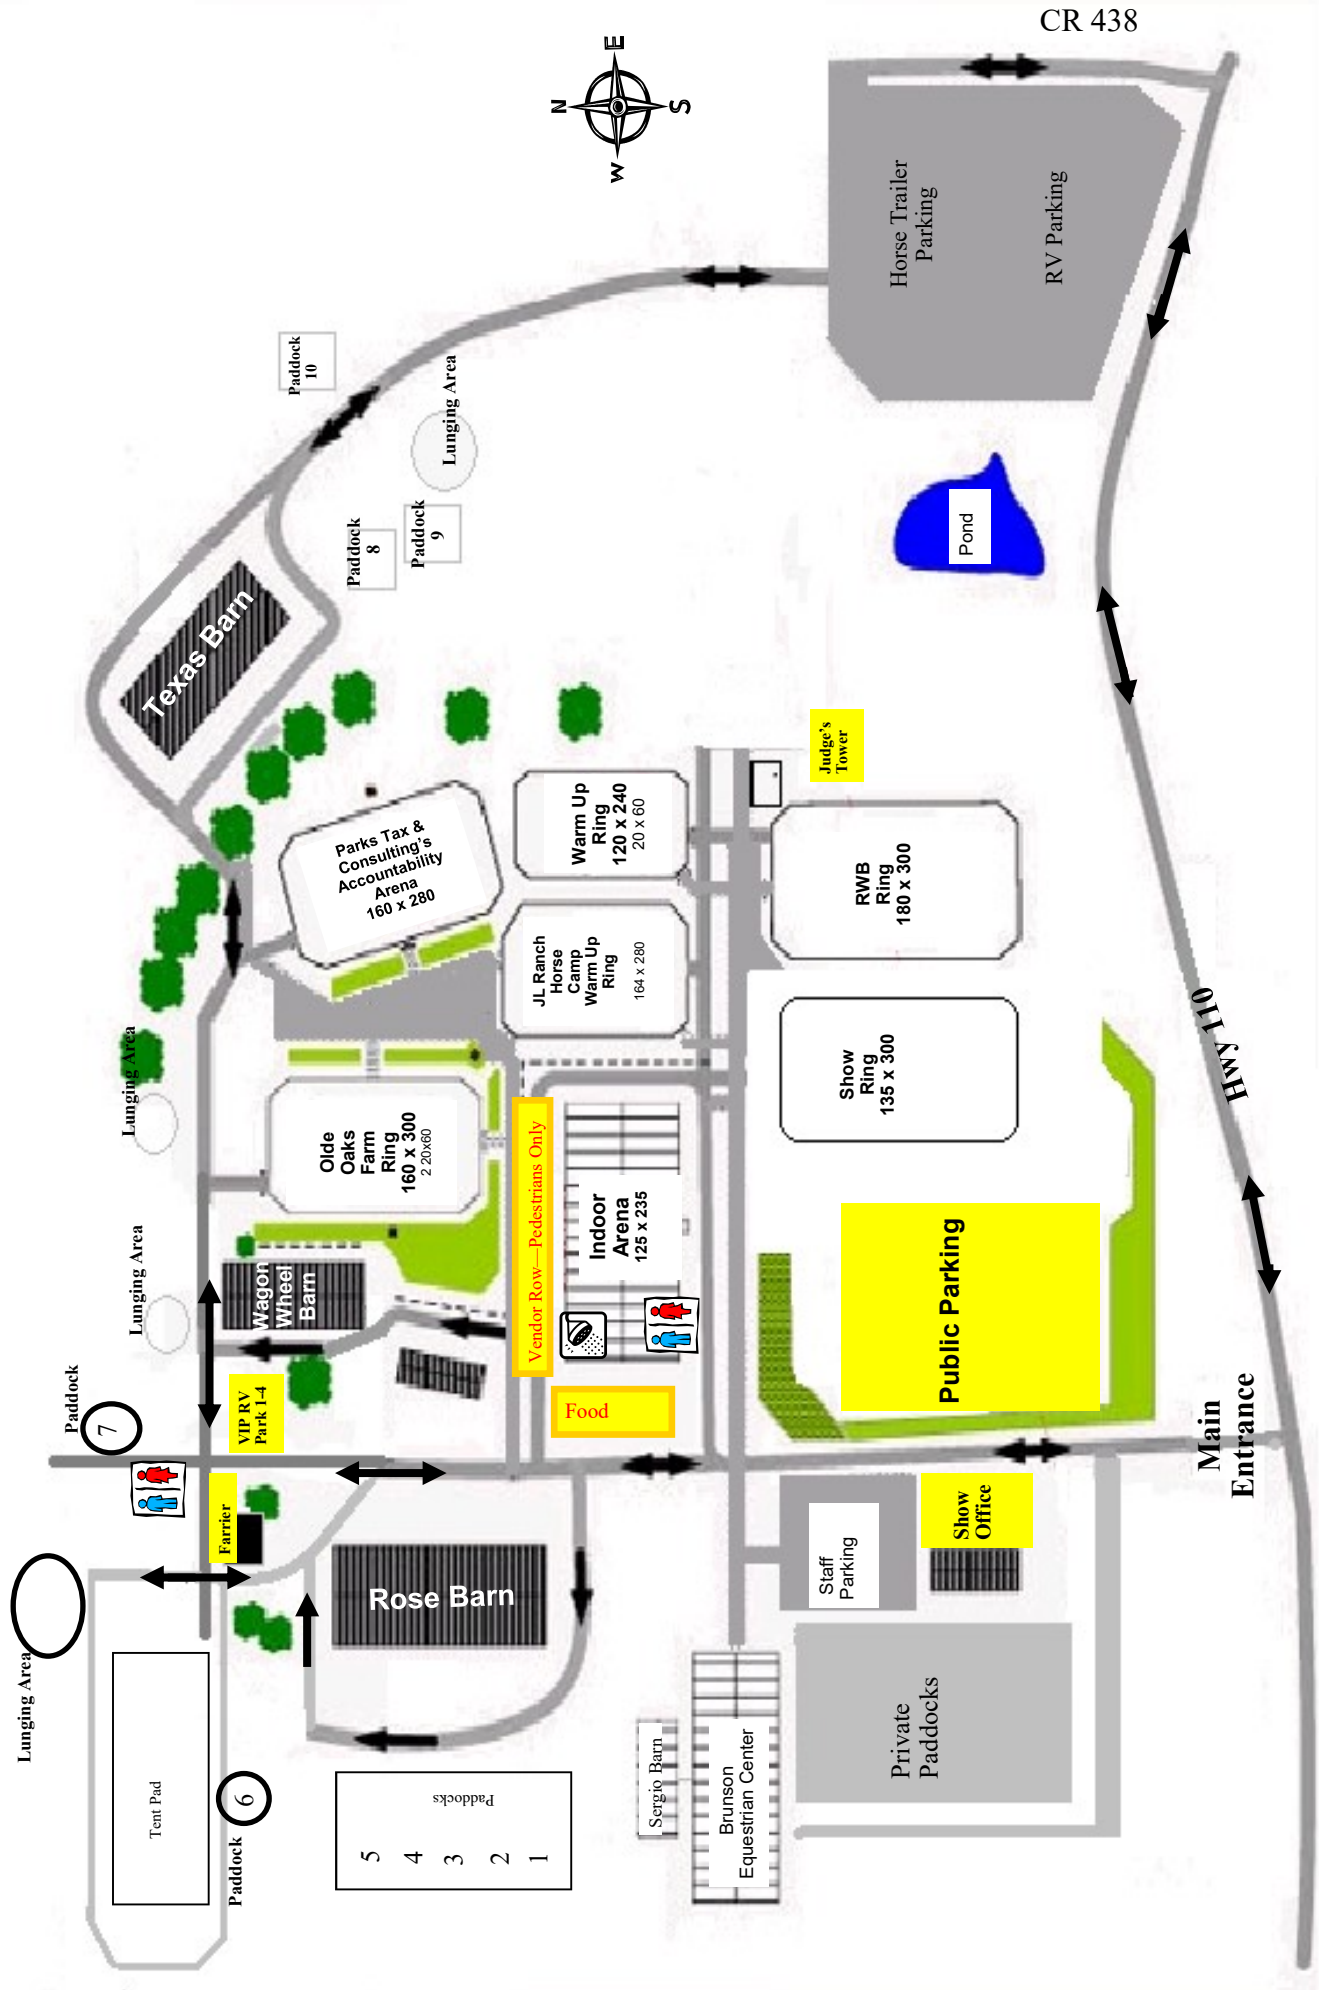 CR 438
E
N
S
W
Horse Trailer
Parking
RV Parking
Paddock
10
Lunging Area
Paddock
9
Paddock
8
Pond
Texas Barn
Judge's
Tower
Parks Tax &
Consulting's
Accountability
Arena
160 x 280
Warm Up
Ring
120 x 240
20 x 60
RWB
Ring
180 x 300
JL Ranch
Horse
Camp
Warm Up
Ring
164 x 280
Show
Ring
135 x 300
Hwy 110
Lunging Area
Olde
Oaks
Farm
Ring
160 x 300
2 20x60
Vendor Row—Pedestrians Only
Indoor
Arena
125 x 235
Lunging Area
Wagon
Wheel
Barn
Public Parking
Paddock
7
VIP RV
Park 1-4
Food
Main
Entrance
Farrier
Show
Office
Staff
Parking
Rose Barn
Lunging Area
Tent Pad
Paddock
6
Paddocks
5
4
3
2
1
Sergio Barn
Brunson
Equestrian Center
Private
Paddocks